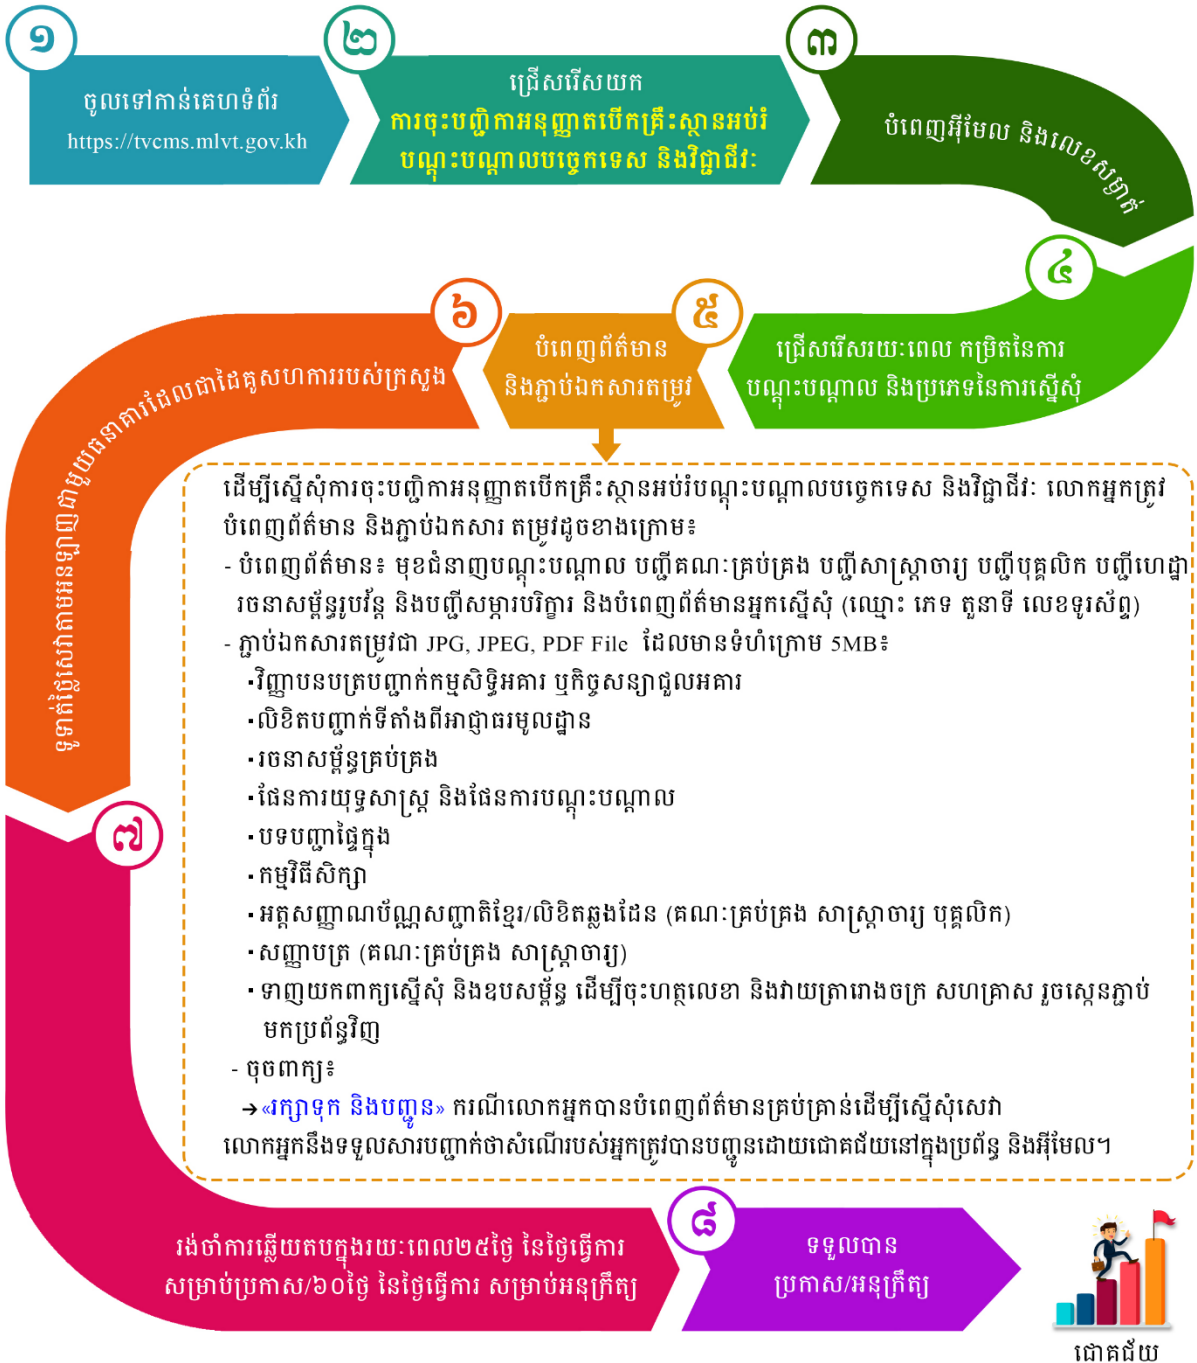 ១
ចូលទៅកាន់គេហទំព័រ
https://tvcms.mlvt.gov.kh
២
ជ្រើសរើសយក
ការចុះបញ្ជិកាអនុញ្ញាតបើកគ្រឹះស្ថានអប់រំ
បណ្តុះបណ្តាលបច្ចេកទេស និងវិជ្ជាជីវៈ
៣
បំពេញអ៊ីមែល និងលេខសម្ងាត់
៤
ជ្រើសរើសរយៈពេល កម្រិតនៃការ
បណ្តុះបណ្តាល និងប្រភេទនៃការស្នើសុំ
៥
បំពេញព័ត៌មាន
និងភ្ជាប់ឯកសារតម្រូវ
៦
ទូទាត់ថ្លៃសេវាតាមអនឡាញជាមួយធនាគារដែលជាដៃគូសហការរបស់ក្រសួង
ដើម្បីស្នើសុំការចុះបញ្ជិកាអនុញ្ញាតបើកគ្រឹះស្ថានអប់រំបណ្តុះបណ្តាលបច្ចេកទេស និងវិជ្ជាជីវៈ លោកអ្នកត្រូវ
បំពេញព័ត៌មាន និងភ្ជាប់ឯកសារ តម្រូវដូចខាងក្រោម៖
- បំពេញព័ត៌មាន៖ មុខជំនាញបណ្តុះបណ្តាល បញ្ជីគណៈគ្រប់គ្រង បញ្ជីសាស្ត្រាចារ្យ បញ្ជីបុគ្គលិក បញ្ជីហេដ្ឋា
រចនាសម្ព័ន្ធរូបវ័ន្ត និងបញ្ជីសម្ភារបរិក្ខារ និងបំពេញព័ត៌មានអ្នកស្នើសុំ (ឈ្មោះ ភេទ តួនាទី លេខទូរស័ព្ទ)
- ភ្ជាប់ឯកសារតម្រូវជា JPG, JPEG, PDF File ដែលមានទំហំក្រោម 5MB៖
▪ វិញ្ញាបនបត្របញ្ជាក់កម្មសិទ្ធិអគារ ឬកិច្ចសន្យាជួលអគារ
▪ លិខិតបញ្ជាក់ទីតាំងពីអាជ្ញាធរមូលដ្ឋាន
▪ រចនាសម្ព័ន្ធគ្រប់គ្រង
▪ ផែនការយុទ្ធសាស្ត្រ និងផែនការបណ្តុះបណ្តាល
▪ បទបញ្ជាផ្ទៃក្នុង
▪ កម្មវិធីសិក្សា
▪ អត្តសញ្ញាណប័ណ្ណសញ្ជាតិខ្មែរ/លិខិតឆ្លងដែន (គណៈគ្រប់គ្រង សាស្ត្រាចារ្យ បុគ្គលិក)
▪ សញ្ញាបត្រ (គណៈគ្រប់គ្រង សាស្ត្រាចារ្យ)
▪ ទាញយកពាក្យស្នើសុំ និងឧបសម្ព័ន្ធ ដើម្បីចុះហត្ថលេខា និងវាយត្រារោងចក្រ សហគ្រាស រួចស្កេនភ្ជាប់
មកប្រព័ន្ធវិញ
- ចុចពាក្យ៖
➔ «រក្សាទុក និងបញ្ជូន» ករណីលោកអ្នកបានបំពេញព័ត៌មានគ្រប់គ្រាន់ដើម្បីស្នើសុំសេវា
លោកអ្នកនឹងទទួលសារបញ្ជាក់ថាសំណើរបស់អ្នកត្រូវបានបញ្ជូនដោយជោគជ័យនៅក្នុងប្រព័ន្ធ និងអ៊ីមែល។
៧
រង់ចាំការឆ្លើយតបក្នុងរយៈពេល២៥ថ្ងៃ នៃថ្ងៃធ្វើការ
សម្រាប់ប្រកាស/៦០ថ្ងៃ នៃថ្ងៃធ្វើការ សម្រាប់អនុក្រឹត្យ
៨
ទទួលបាន
ប្រកាស/អនុក្រឹត្យ
ជោគជ័យ